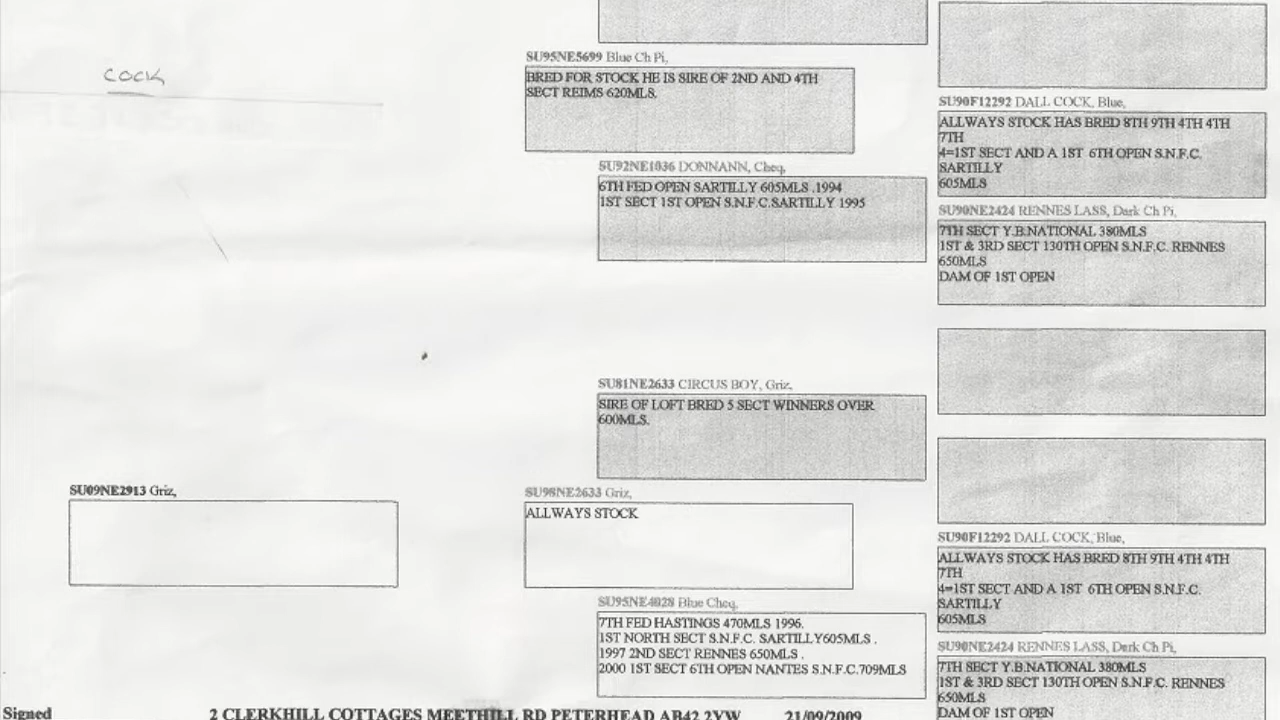 COCK
SU95NE5699 Blue Ch Pi,
BRED FOR STOCK HE IS SIRE OF 2ND AND 4TH
SECT REIMS 620MLS.
SU92NE1036 DONNANN, Cheq,
6TH FED OPEN SARTILLY 605MLS .1994
1ST SECT 1ST OPEN S.N.F.C.SARTILLY 1995
SU90F12292 DALL COCK, Blue,
ALLWAYS STOCK HAS BRED 8TH 9TH 4TH 4TH
7TH
4=1ST SECT AND A 1ST 6TH OPEN S.N.F.C.
SARTILLY
605MLS
SU90NE2424 RENNES LASS, Dark Ch Pi,
7TH SECT Y.B.NATIONAL 380MLS
1ST & 3RD SECT 130TH OPEN S.N.F.C. RENNES
650MLS
DAM OF 1ST OPEN
SU81NE2633 CIRCUS BOY, Griz,
SIRE OF LOFT BRED 5 SECT WINNERS OVER
600MLS.
SU09NE2913 Griz,
SU98NE2633 Griz,
ALLWAYS STOCK
SU95NE4028 Blue Cheq,
7TH FED HASTINGS 470MLS 1996.
1ST NORTH SECT S.N.F.C. SARTILLY605MLS .
1997 2ND SECT RENNES 650MLS .
2000 1ST SECT 6TH OPEN NANTES S.N.F.C.709MLS
SU90F12292 DALL COCK, Blue,
ALLWAYS STOCK HAS BRED 8TH 9TH 4TH 4TH
7TH
4=1ST SECT AND A 1ST 6TH OPEN S.N.F.C.
SARTILLY
605MLS
SU90NE2424 RENNES LASS, Dark Ch Pi,
7TH SECT Y.B.NATIONAL 380MLS
1ST & 3RD SECT 130TH OPEN S.N.F.C. RENNES
650MLS
DAM OF 1ST OPEN
Signed 2 CLERKHILL COTTAGES MEETHILL RD PETERHEAD AB42 2YW 21/09/2009